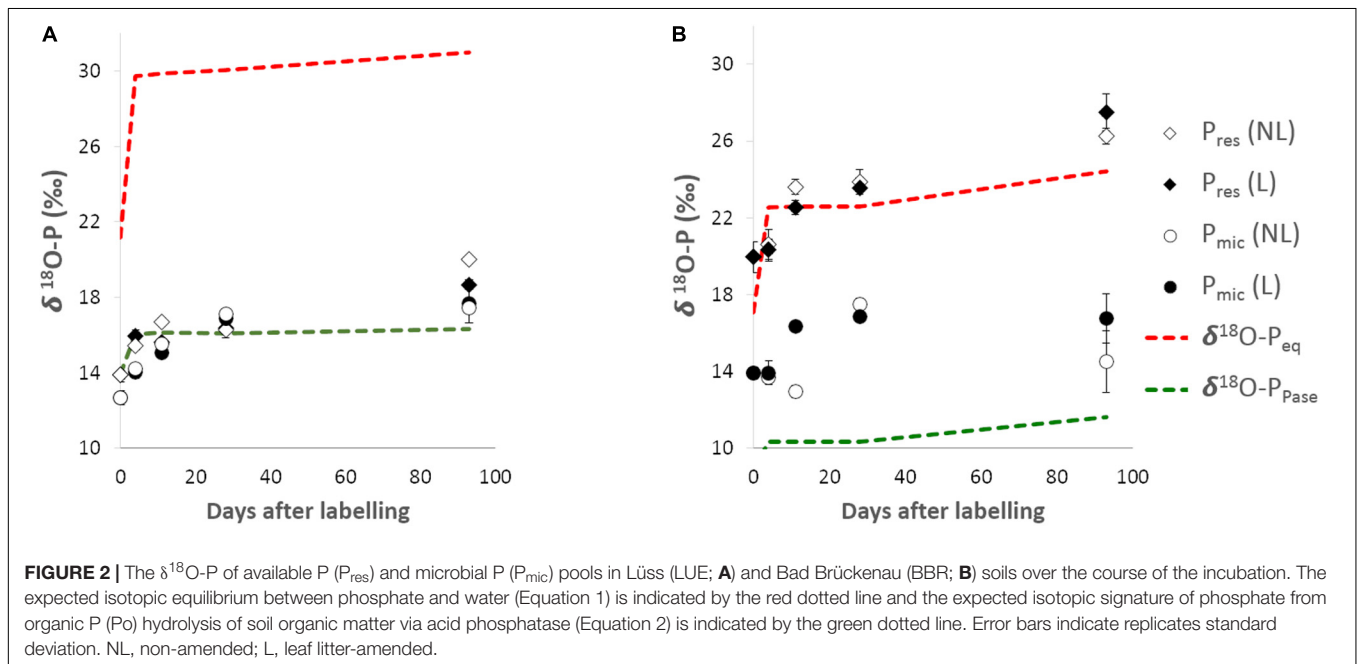 A
30
26
22
18
14
10
δ 18O-P (‰)
0 20 40 60 80 100
Days after labelling
B
30
26
22
18
14
10
δ 18O-P (‰)
0 20 40 60 80 100
Days after labelling
Pres (NL)
Pres (L)
Pmic (NL)
Pmic (L)
δ18O-Peq
δ18O-PPase
FIGURE 2 | The δ18O-P of available P (Pres) and microbial P (Pmic) pools in Lüss (LUE; A) and Bad Brückenau (BBR; B) soils over the course of the incubation. The
expected isotopic equilibrium between phosphate and water (Equation 1) is indicated by the red dotted line and the expected isotopic signature of phosphate from
organic P (Po) hydrolysis of soil organic matter via acid phosphatase (Equation 2) is indicated by the green dotted line. Error bars indicate replicates standard
deviation. NL, non-amended; L, leaf litter-amended.